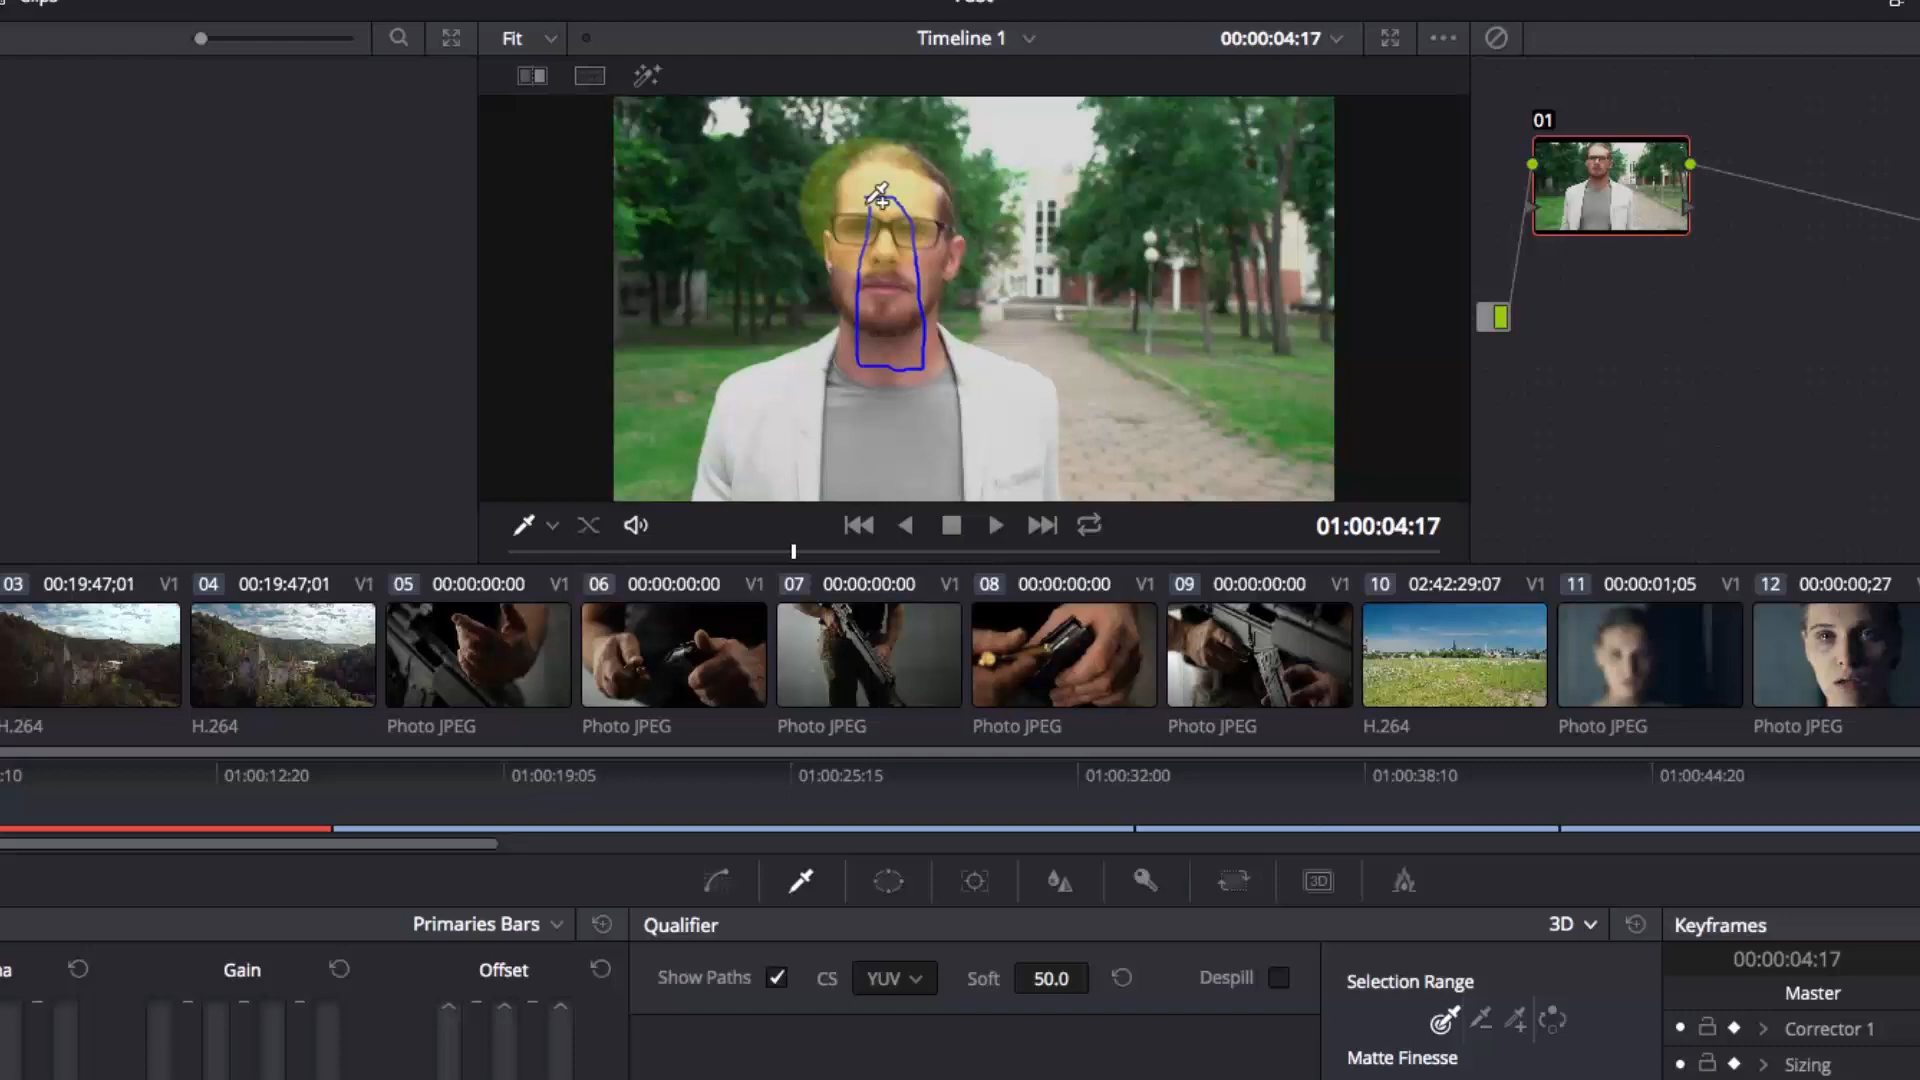 Fit
Timeline 1
00:00:04:17
01
01:00:04:17
03 00:19:47;01 V1
04 00:19:47;01 V1
05 00:00:00:00 V1
06 00:00:00:00 V1
07 00:00:00:00 V1
08 00:00:00:00 V1
09 00:00:00:00 V1
10 02:42:29:07 V1
11 00:00:01;05 V1
12 00:00:00;27
H.264
H.264
Photo JPEG
Photo JPEG
Photo JPEG
Photo JPEG
Photo JPEG
H.264
Photo JPEG
Photo JPEG
:10 01:00:12:20 01:00:19:05 01:00:25:15 01:00:32:00 01:00:38:10 01:00:44:20
3D
Primaries Bars
Qualifier
3D
Keyframes
Gain
Offset
Show Paths
CS YUV
Soft 50.0
Despill
Selection Range
Matte Finesse
00:00:04:17
Master
Corrector 1
Sizing